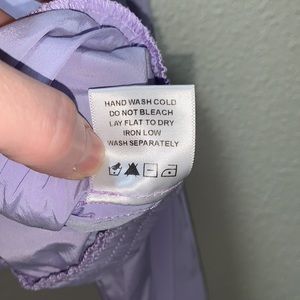 HAND WASH COLD
DO NOT BLEACH
LAY FLAT TO DRY
IRON LOW
WASH SEPARATELY